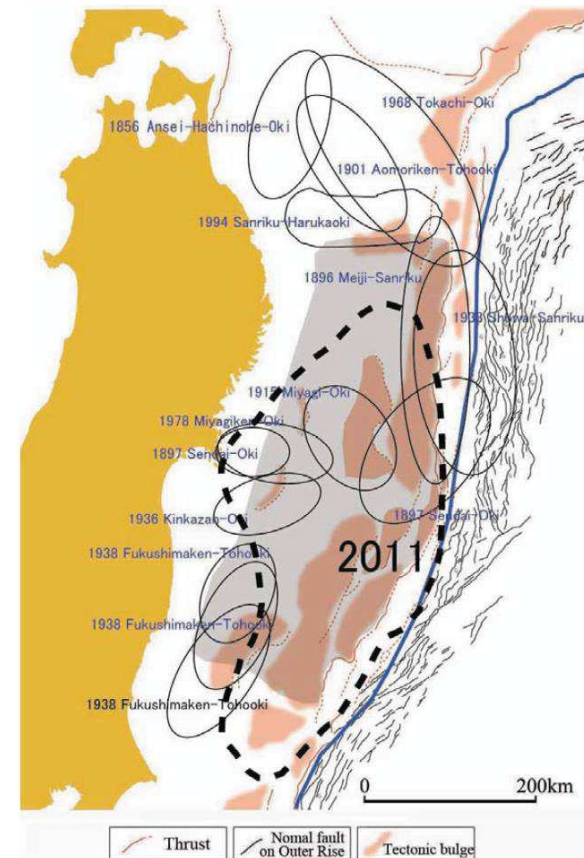 1968 Tokachi-Oki
1856 Ansei-Hachinohe-Oki
1901 Aomoriken-Tohooki
1994 Sanriku-Harukaoki
1896 Meiji-Sanriku
1933 Showa-Sanriku
1915 Miyagi-Oki
1978 Miyagiken-Oki
1897 Sendai-Oki
1936 Kinkazan-Oki
1897 Sendai-Oki
1938 Fukushimaken-Tohooki
2011
1938 Fukushimaken-Tohooki
1938 Fukushimaken-Tohooki
0 200km
Thrust
Nomal fault
on Outer Rise
Tectonic bulge